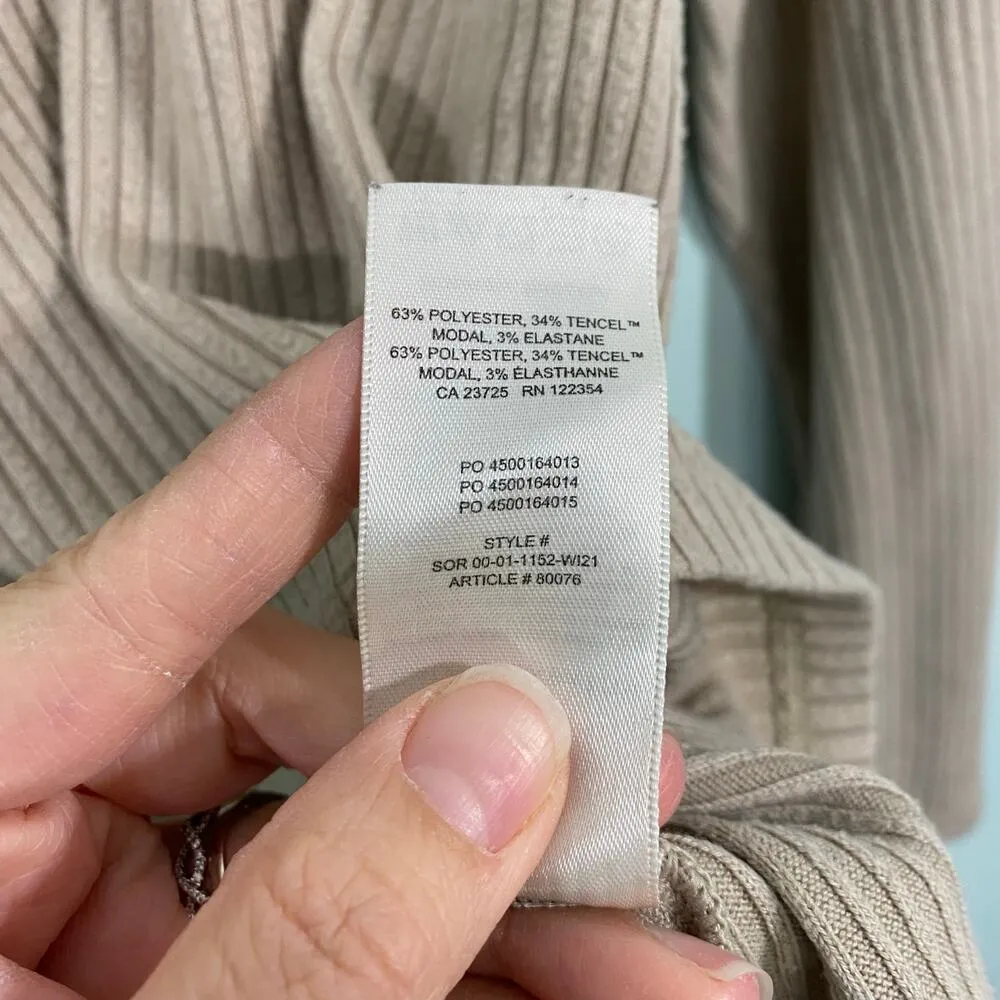 63% POLYESTER, 34% TENCEL™
MODAL, 3% ELASTANE
63% POLYESTER, 34% TENCEL™
MODAL, 3% ÉLASTHANNE
CA 23725 RN 122354
PO 4500164013
PO 4500164014
PO 4500164015
STYLE #
SOR 00-01-1152-WI21
ARTICLE # 80076